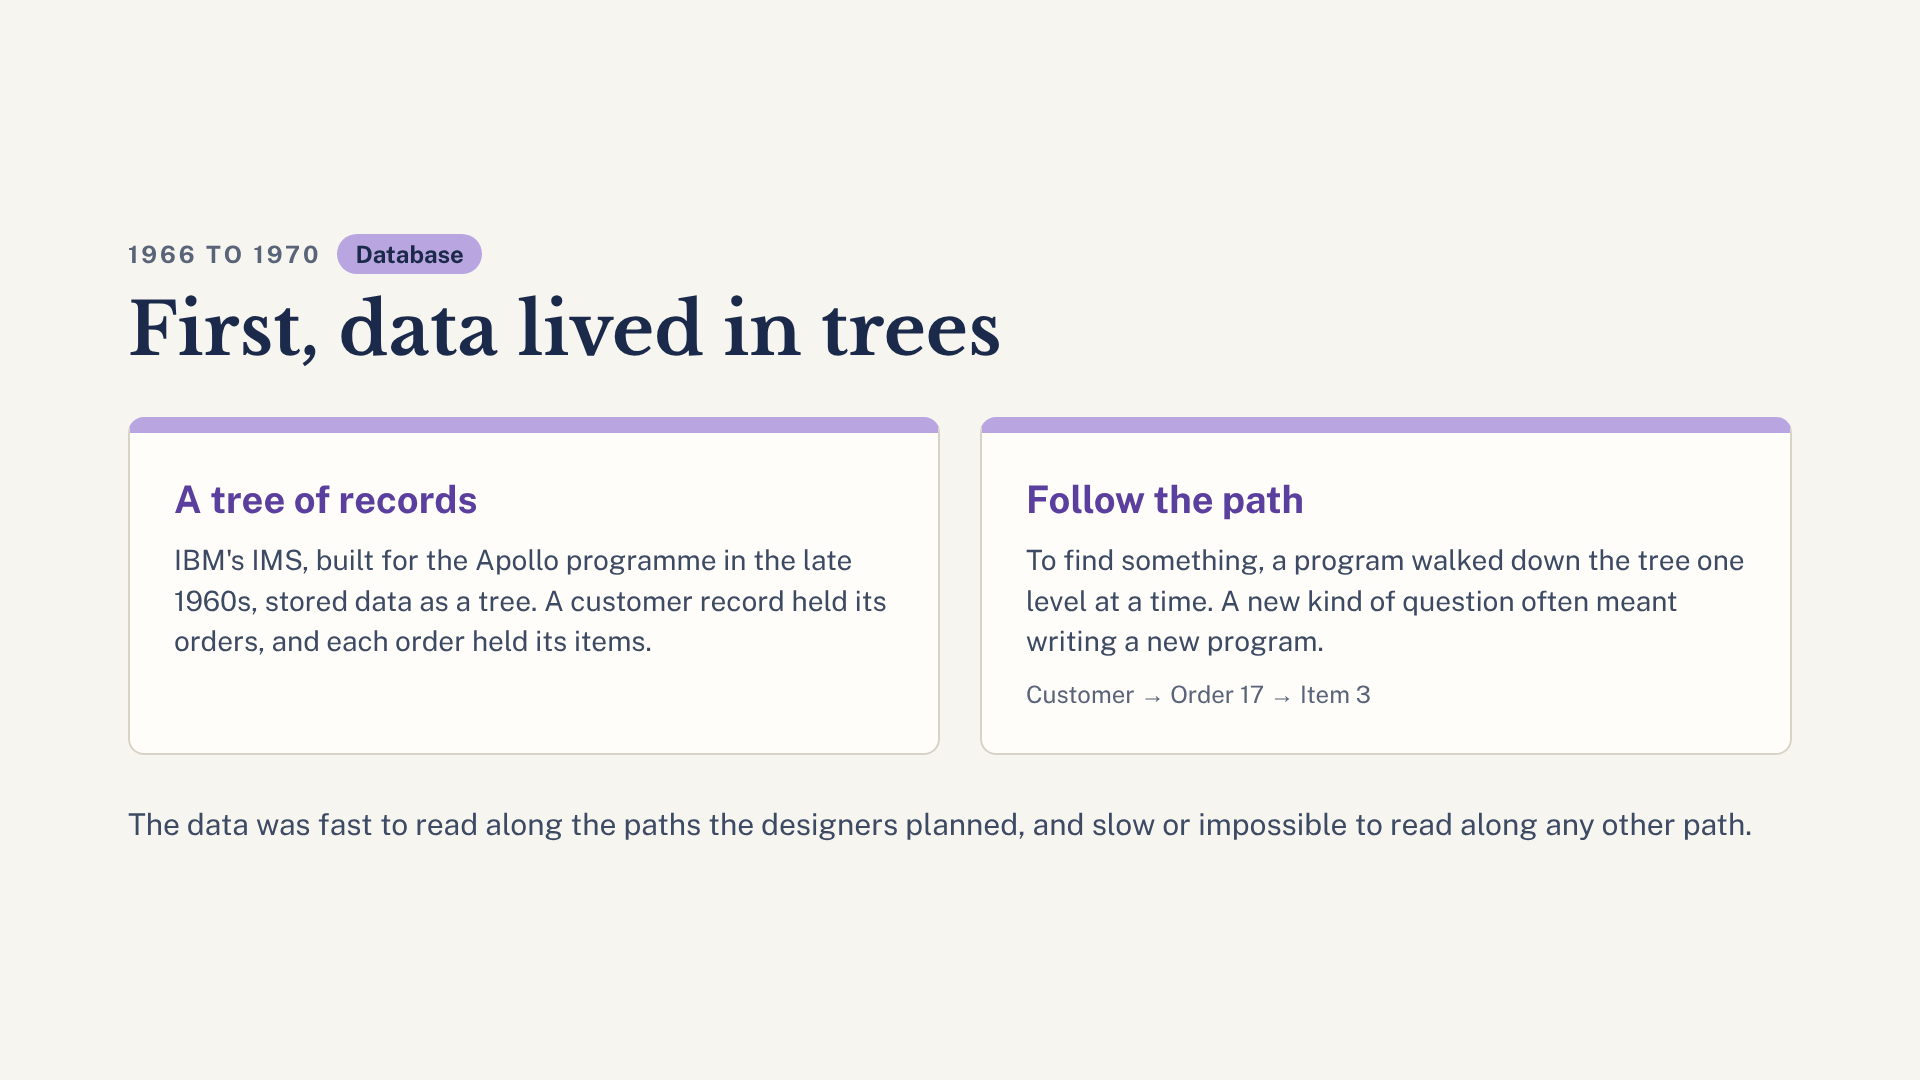 1966 TO 1970 Database
First, data lived in trees
A tree of records
IBM's IMS, built for the Apollo programme in the late
1960s, stored data as a tree. A customer record held its
orders, and each order held its items.
Follow the path
To find something, a program walked down the tree one
level at a time. A new kind of question often meant
writing a new program.
Customer → Order 17 → Item 3
The data was fast to read along the paths the designers planned, and slow or impossible to read along any other path.